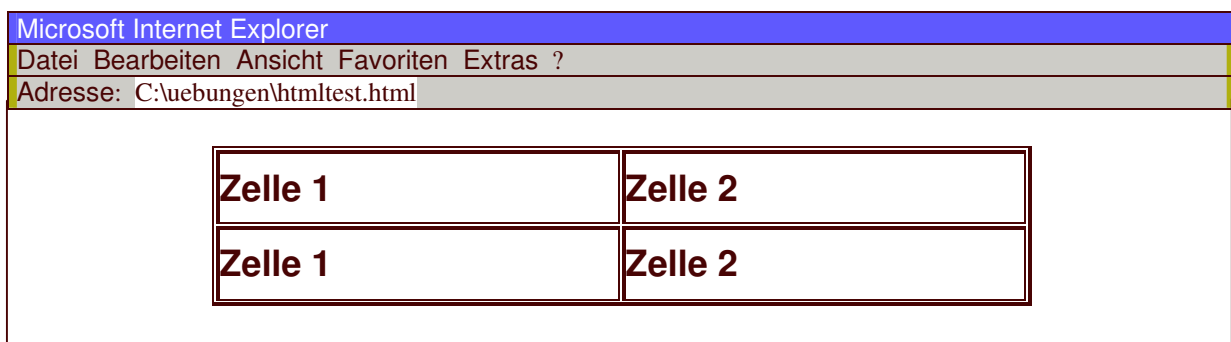 Microsoft Internet Explorer
Datei Bearbeiten Ansicht Favoriten Extras ?
Adresse: C:\uebungen\htmltest.html
Zelle 1 Zelle 2
Zelle 1 Zelle 2